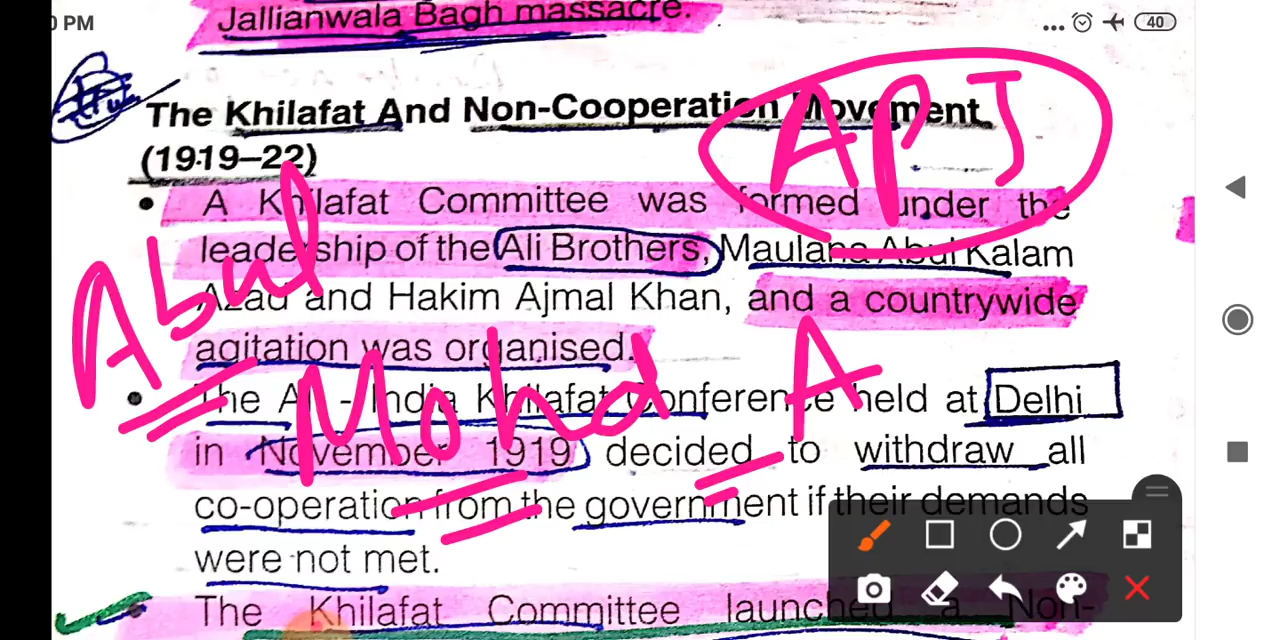 0 PM
40
Jallianwala Bagh massacre.
APJ
The Khilafat And Non-Cooperation Movement
(1919–22)
• A Khilafat Committee was formed under the
leadership of the Ali Brothers, Maulana Abul Kalam
Azad and Hakim Ajmal Khan, and a countrywide
agitation was organised.
Abul
Mohd A
• The All - India Khilafat Conference held at Delhi
in November 1919 decided to withdraw all
co-operation from the government if their demands
were not met.
• The Khilafat Committee launched a Non-